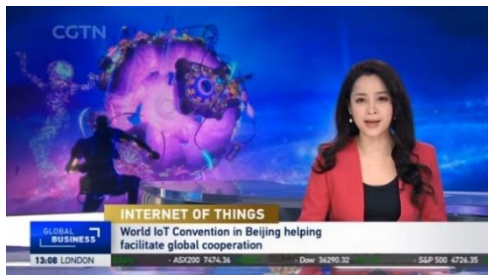 CGTN
INTERNET OF THINGS
World IoT Convention in Beijing helping
facilitate global cooperation
GLOBAL
BUSINESS
13:08 LONDON
- ASX200 7474.36 - Dow 36290.32 - S&P 500 4726.35